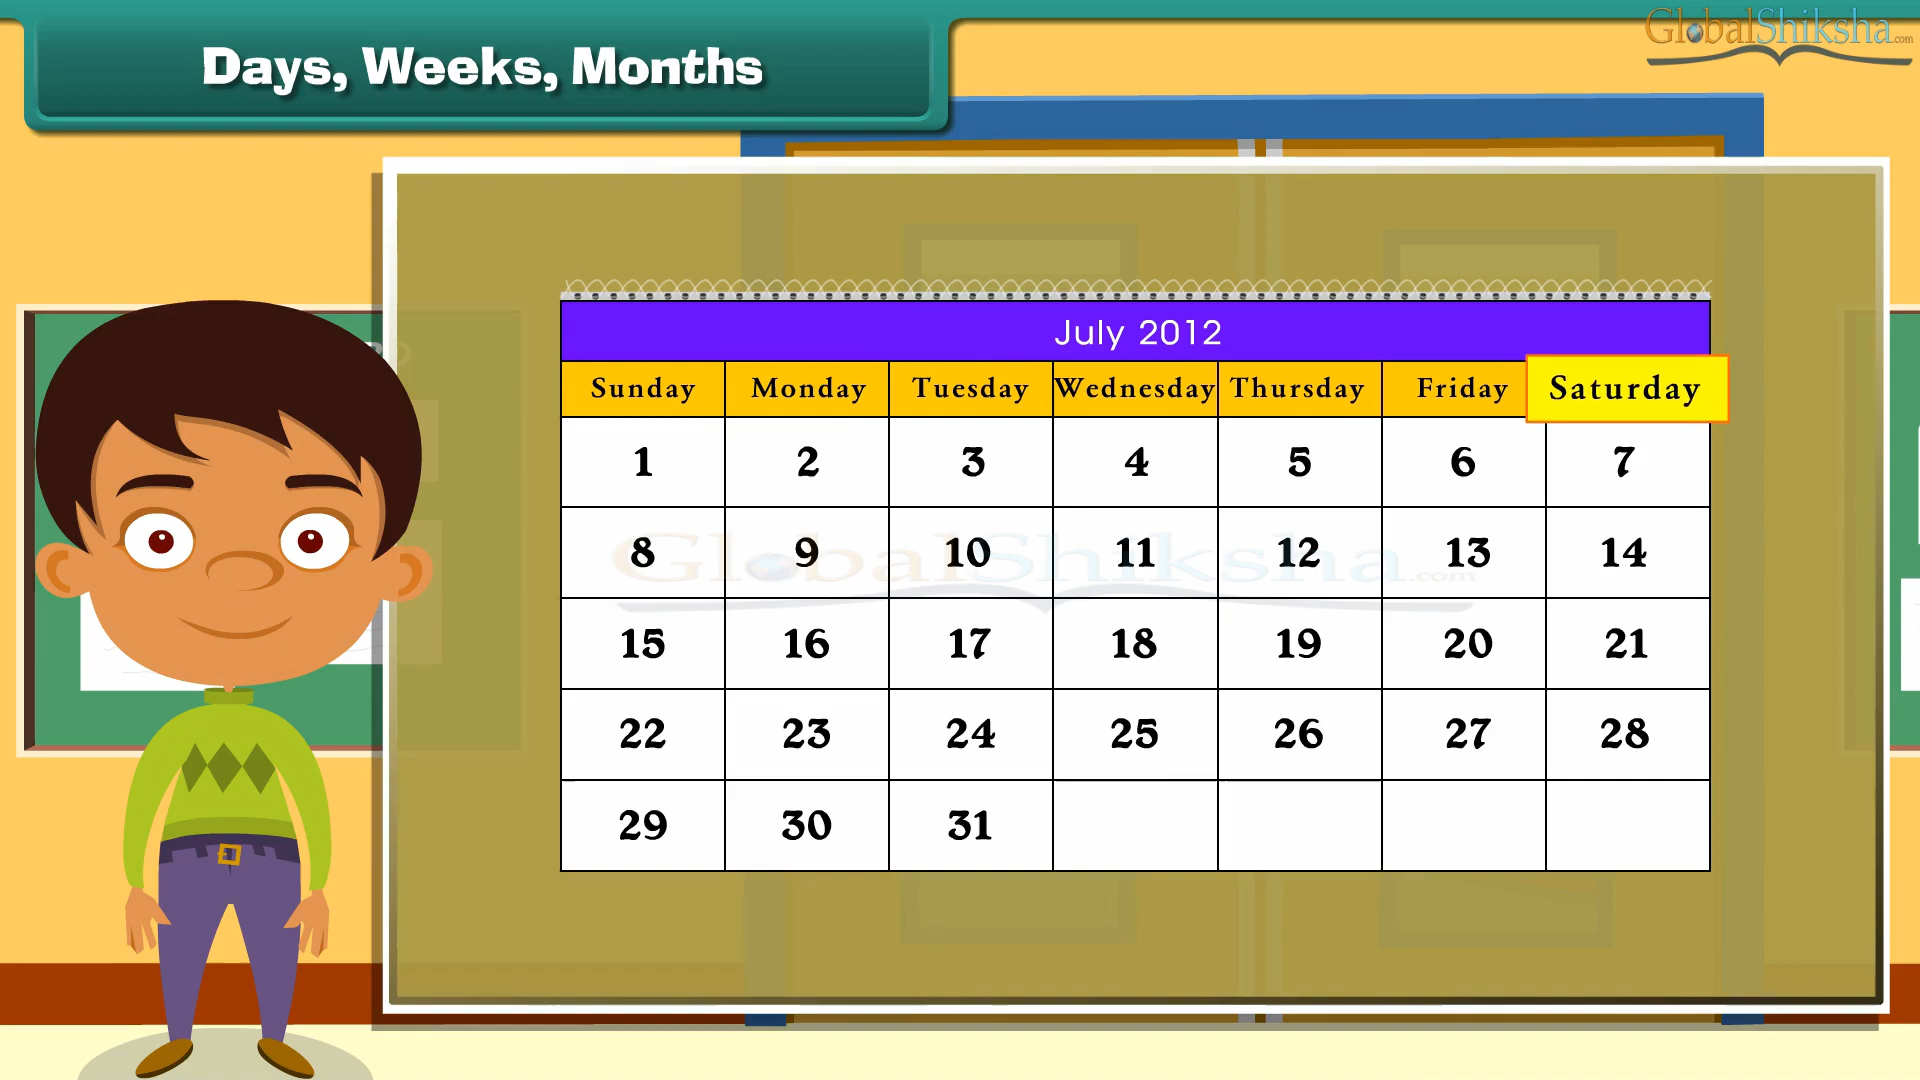 Days, Weeks, Months
GlobalShiksha.com
July 2012
Sunday Monday Tuesday Wednesday Thursday Friday Saturday
1 2 3 4 5 6 7
8 9 10 11 12 13 14
GlobalShiksha.com
15 16 17 18 19 20 21
22 23 24 25 26 27 28
29 30 31